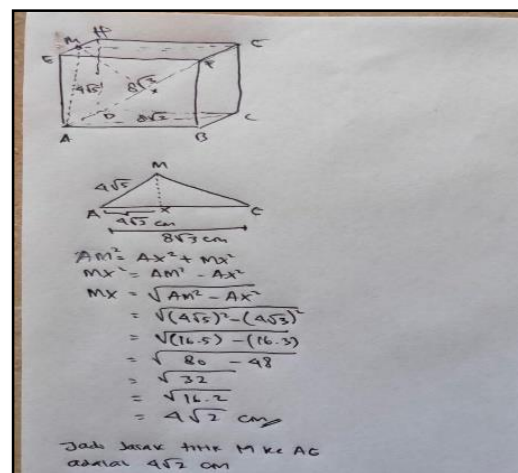 M H
G
E
F
4√5
8√3
x
D
8√2
C
A
B
M
4√5
A
x
4√3 cm
8√3 cm
AM² = AX² + MX²
MX² = AM² - AX²
MX = √AM² - AX²
= √(4√5)² - (4√3)²
= √(16.5) - (16.3)
= √80 - 48
= √32
= √16.2
= 4√2 cm
Jadi Jarak titik M ke AG
adalah 4√2 cm